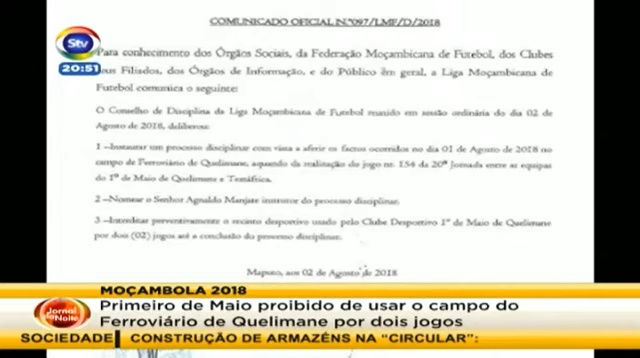 COMUNICADO OFICIAL N.º097/LMF/D/2018
Para conhecimento dos Órgãos Sociais, da Federação Moçambicana de Futebol, dos Clubes
seus Filiados, dos Órgãos de Informação, e do Público em geral, a Liga Moçambicana de
Futebol comunica o seguinte:
O Conselho de Disciplina da Liga Moçambicana de Futebol reunido em sessão ordinária do dia 02 de
Agosto de 2018, deliberou:
1 –Instaurar um processo disciplinar com vista a aferir os factos ocorridos no dia 01 de Agosto de 2018 no
campo de Ferroviário de Quelimane, aquando da realização do jogo nr. 154 da 20ª Jornada entre as equipas
do 1º de Maio de Quelimane e Textáfrica.
2 –Nomear o Senhor Agnaldo Manjate instrutor do processo disciplinar.
3 –Interditar preventivamente o recinto desportivo usado pelo Clube Desportivo 1º de Maio de Quelimane
por dois (02) jogos até a conclusão do processo disciplinar.
Maputo, aos 02 de Agosto de 2018
Stv
20:51
MOÇAMBOLA 2018
Jornal da Noite
Primeiro de Maio proibido de usar o campo do
Ferroviário de Quelimane por dois jogos
SOCIEDADE
CONSTRUÇÃO DE ARMAZÉNS NA “CIRCULAR”: